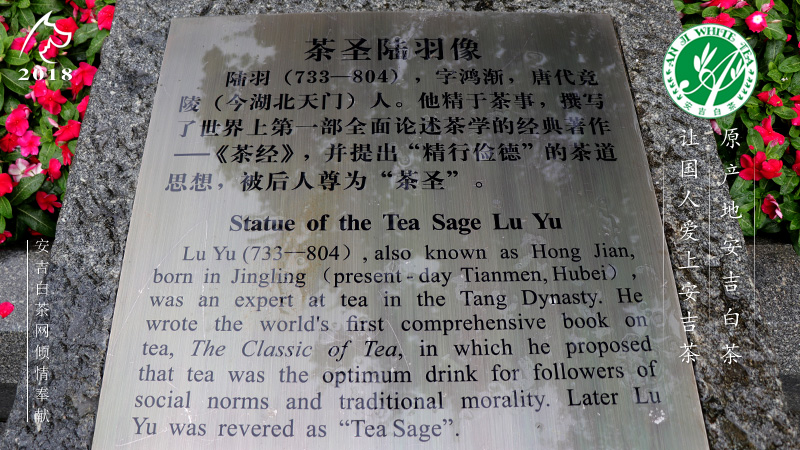 2018
茶圣陆羽像
陆羽（733—804），字鸿渐，唐代竟
陵（今湖北天门）人。他精于茶事，撰写
了世界上第一部全面论述茶学的经典著作
——《茶经》，并提出“精行俭德”的茶道
思想，被后人尊为“茶圣”。
Statue of the Tea Sage Lu Yu
Lu Yu (733—804）, also known as Hong Jian,
born in Jingling （present-day Tianmen, Hubei）,
was an expert at tea in the Tang Dynasty. He
wrote the world's first comprehensive book on
tea, The Classic of Tea, in which he proposed
that tea was the optimum drink for followers of
social norms and traditional morality. Later Lu
Yu was revered as “Tea Sage”.
AN JI WHITE TEA
安吉白茶
原产地安吉白茶
让国人爱上安吉茶
安吉白茶网倾情奉献